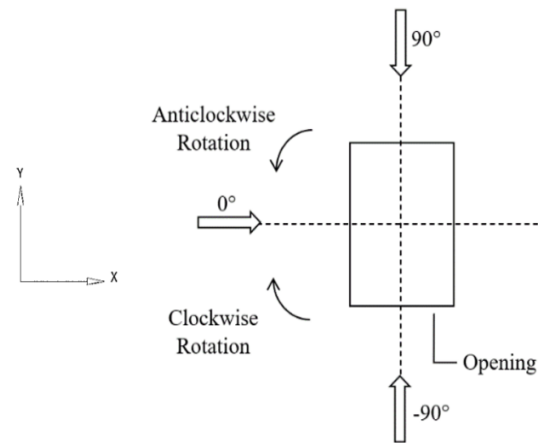 90°
Anticlockwise
Rotation
Y
0°
X
Clockwise
Rotation
Opening
-90°